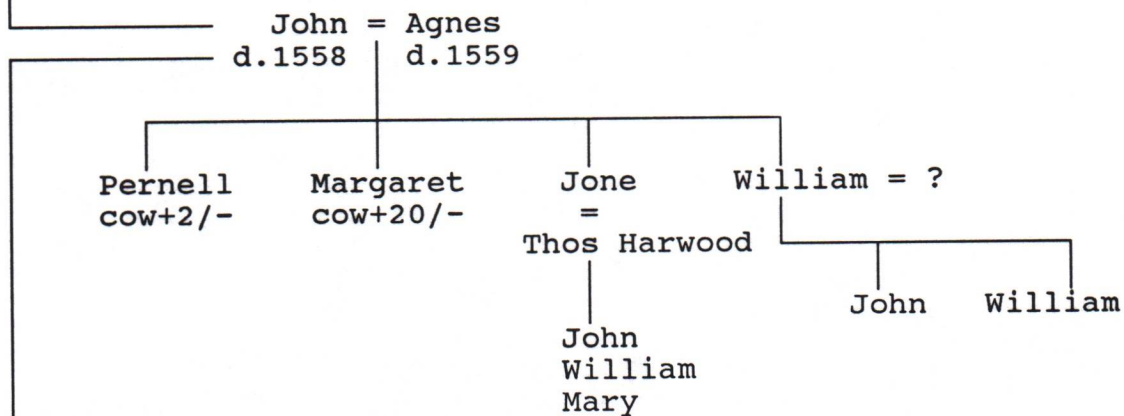 John = Agnes
d.1558 d.1559
Pernell Margaret Jone William = ?
cow+2/- cow+20/- =
Thos Harwood
John William
John
William
Mary